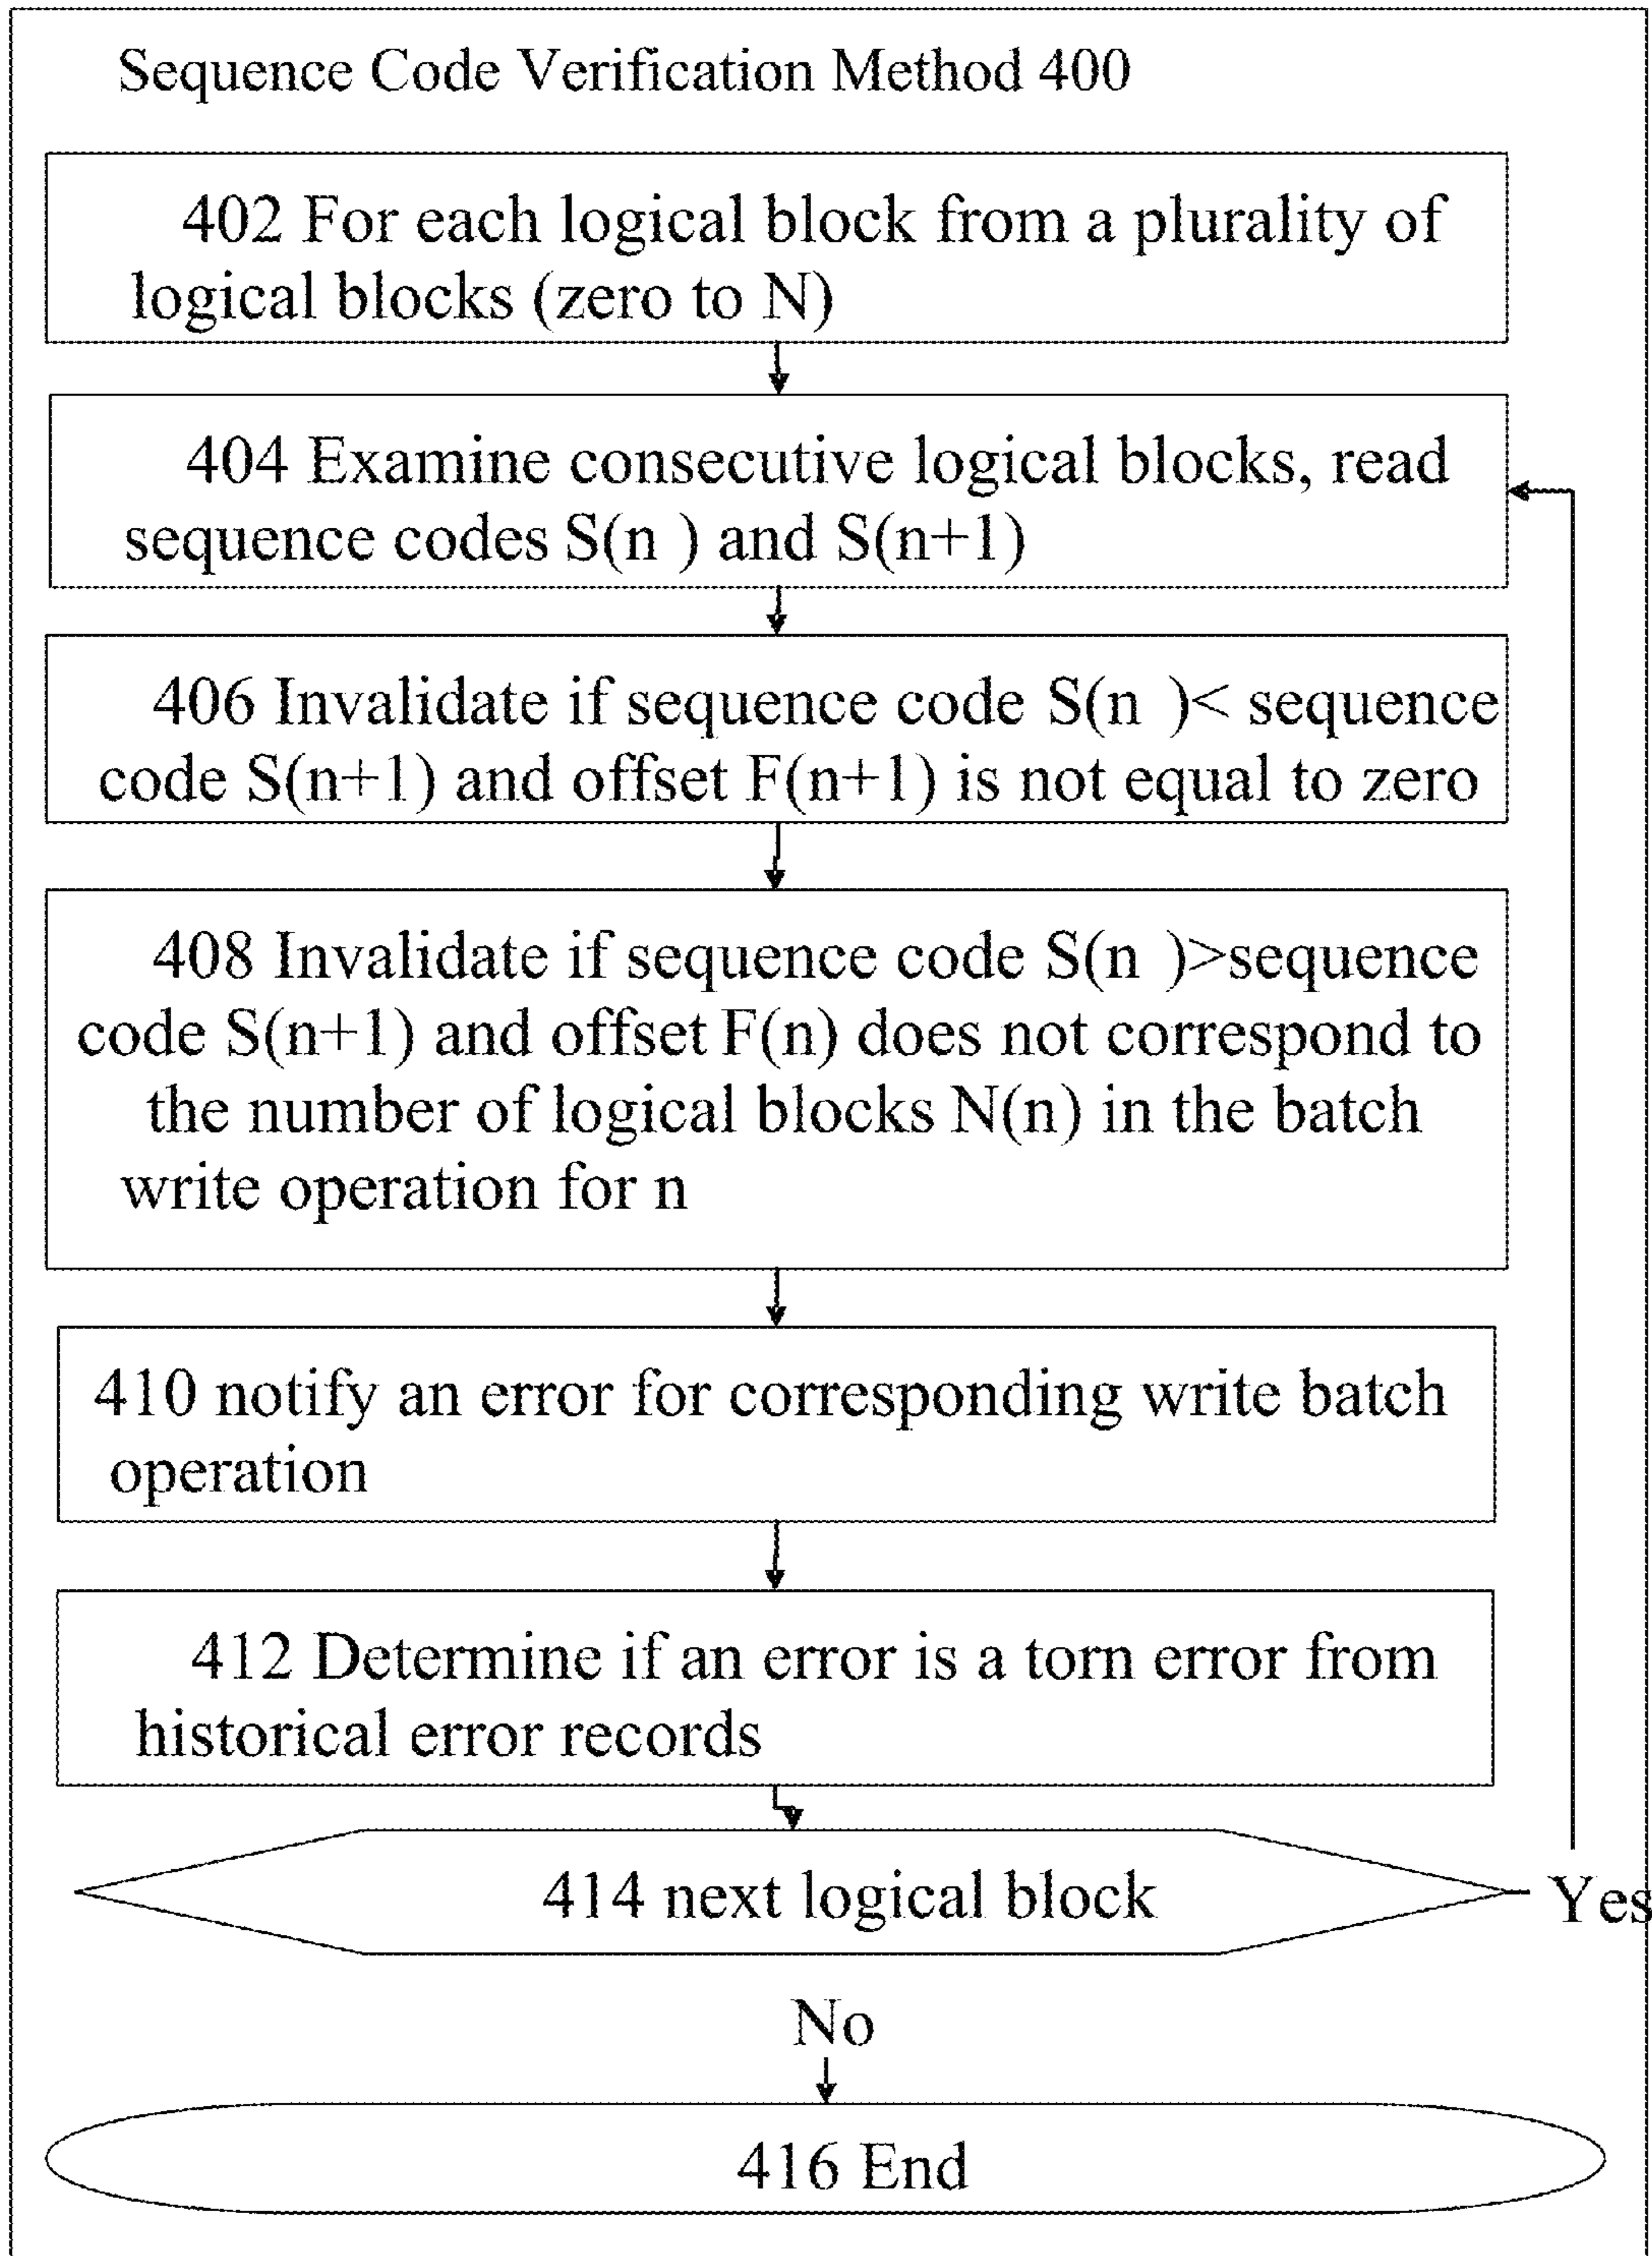 Sequence Code Verification Method 400
402 For each logical block from a plurality of
logical blocks (zero to N)
404 Examine consecutive logical blocks, read
sequence codes S(n ) and S(n+1)
406 Invalidate if sequence code S(n )< sequence
code S(n+1) and offset F(n+1) is not equal to zero
408 Invalidate if sequence code S(n )>sequence
code S(n+1) and offset F(n) does not correspond to
the number of logical blocks N(n) in the batch
write operation for n
410 notify an error for corresponding write batch
operation
412 Determine if an error is a torn error from
historical error records
414 next logical block
Yes
No
416 End